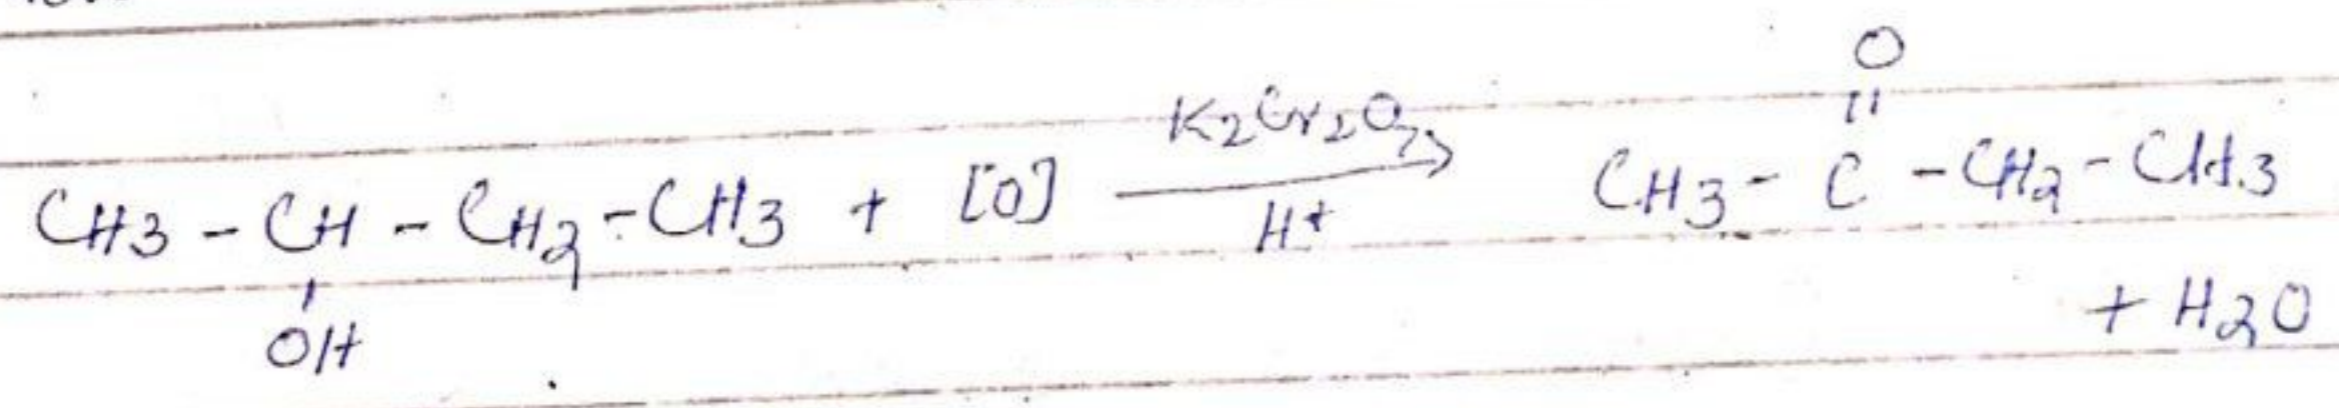 O
K2Cr2O7
CH3 - CH - CH2 - CH3 + [O] → CH3 - C - CH2 - CH3
H+
OH
+ H2O